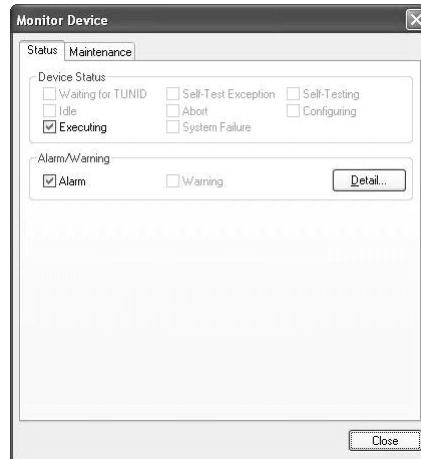 Monitor Device
Status Maintenance
Device Status
Waiting for TUNID Self-Test Exception Self-Testing
Idle Abort Configuring
Executing System Failure
Alarm/Warning
Alarm Warning Detail...
Close